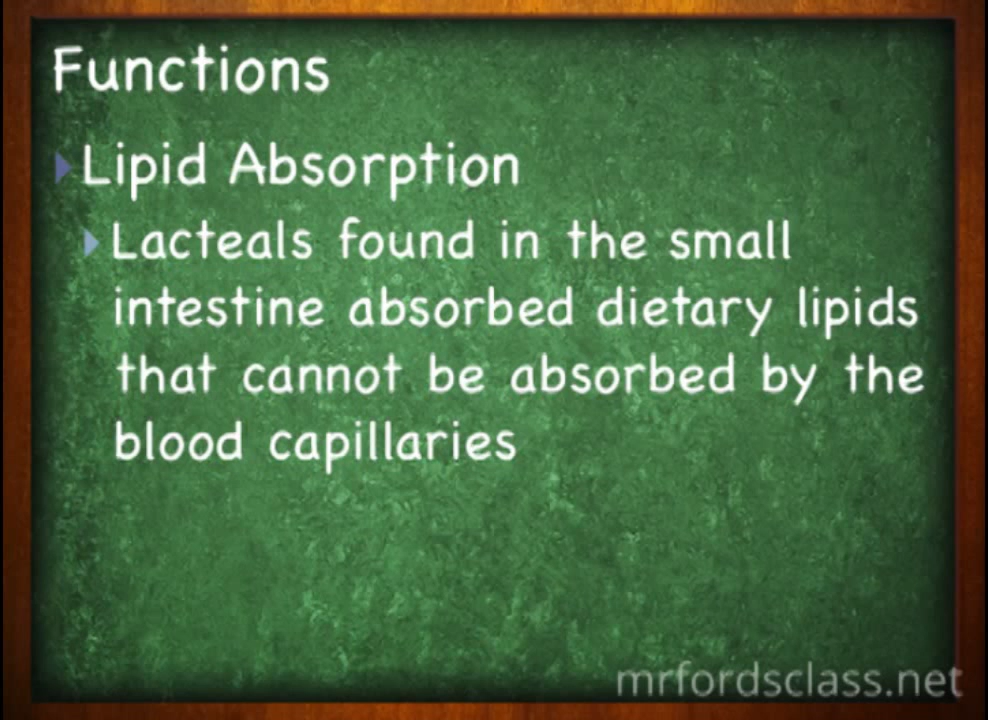 Functions
Lipid Absorption
Lacteals found in the small
intestine absorbed dietary lipids
that cannot be absorbed by the
blood capillaries
mrfordsclass.net